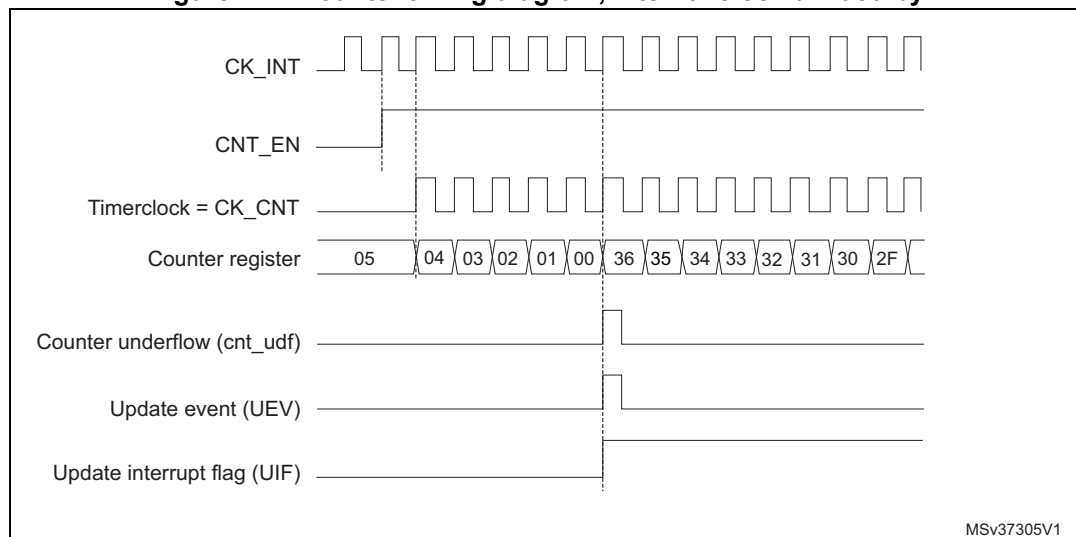 CK_INT
CNT_EN
Timerclock = CK_CNT
Counter register 05 04 03 02 01 00 36 35 34 33 32 31 30 2F
Counter underflow (cnt_udf)
Update event (UEV)
Update interrupt flag (UIF)
MSv37305V1